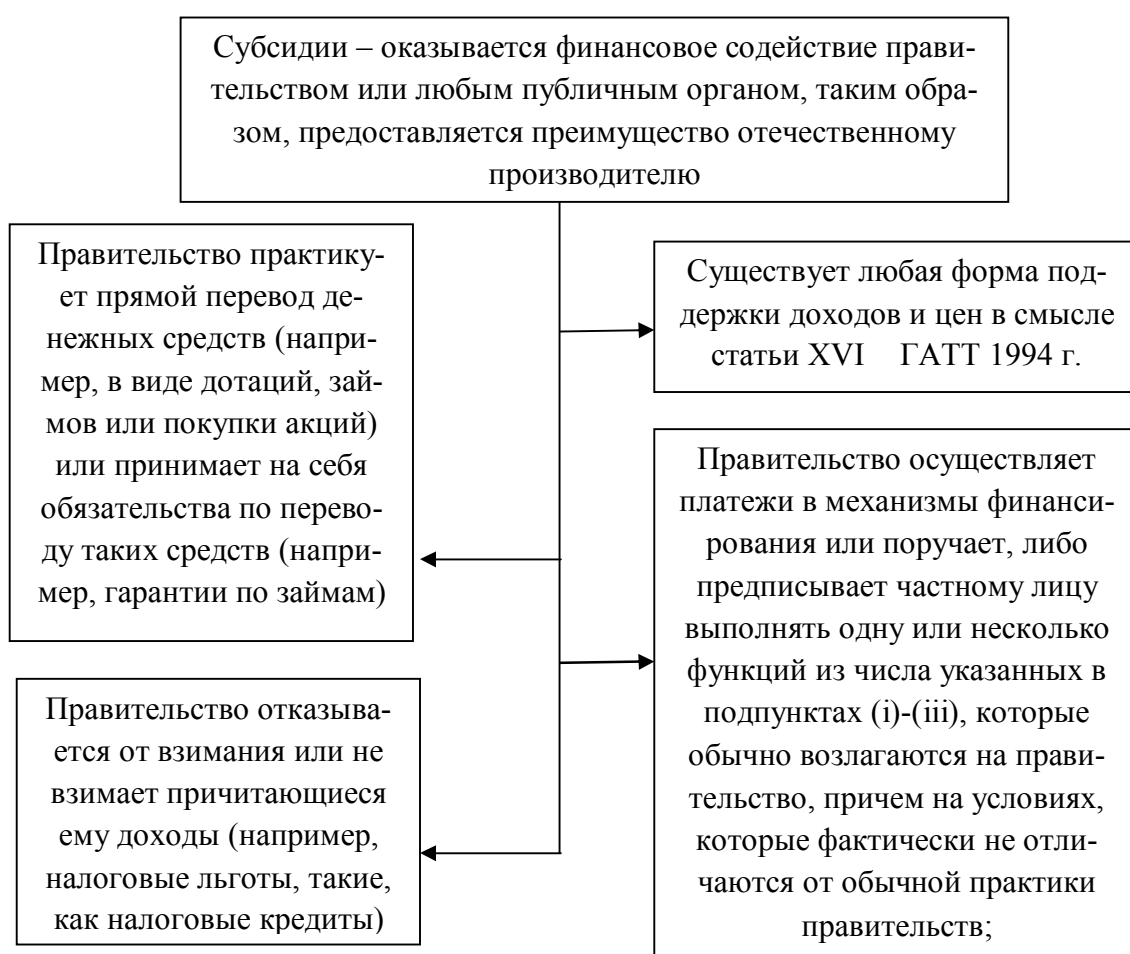 Субсидии – оказывается финансовое содействие прави-
тельством или любым публичным органом, таким обра-
зом, предоставляется преимущество отечественному
производителю
Правительство практику-
ет прямой перевод де-
нежных средств (напри-
мер, в виде дотаций, зай-
мов или покупки акций)
или принимает на себя
обязательства по перево-
ду таких средств (напри-
мер, гарантии по займам)
Существует любая форма под-
держки доходов и цен в смысле
статьи XVI ГАТТ 1994 г.
Правительство отказыва-
ется от взимания или не
взимает причитающиеся
ему доходы (например,
налоговые льготы, такие,
как налоговые кредиты)
Правительство осуществляет
платежи в механизмы финанси-
рования или поручает, либо
предписывает частному лицу
выполнять одну или несколько
функций из числа указанных в
подпунктах (i)-(iii), которые
обычно возлагаются на прави-
тельство, причем на условиях,
которые фактически не отли-
чаются от обычной практики
правительств;